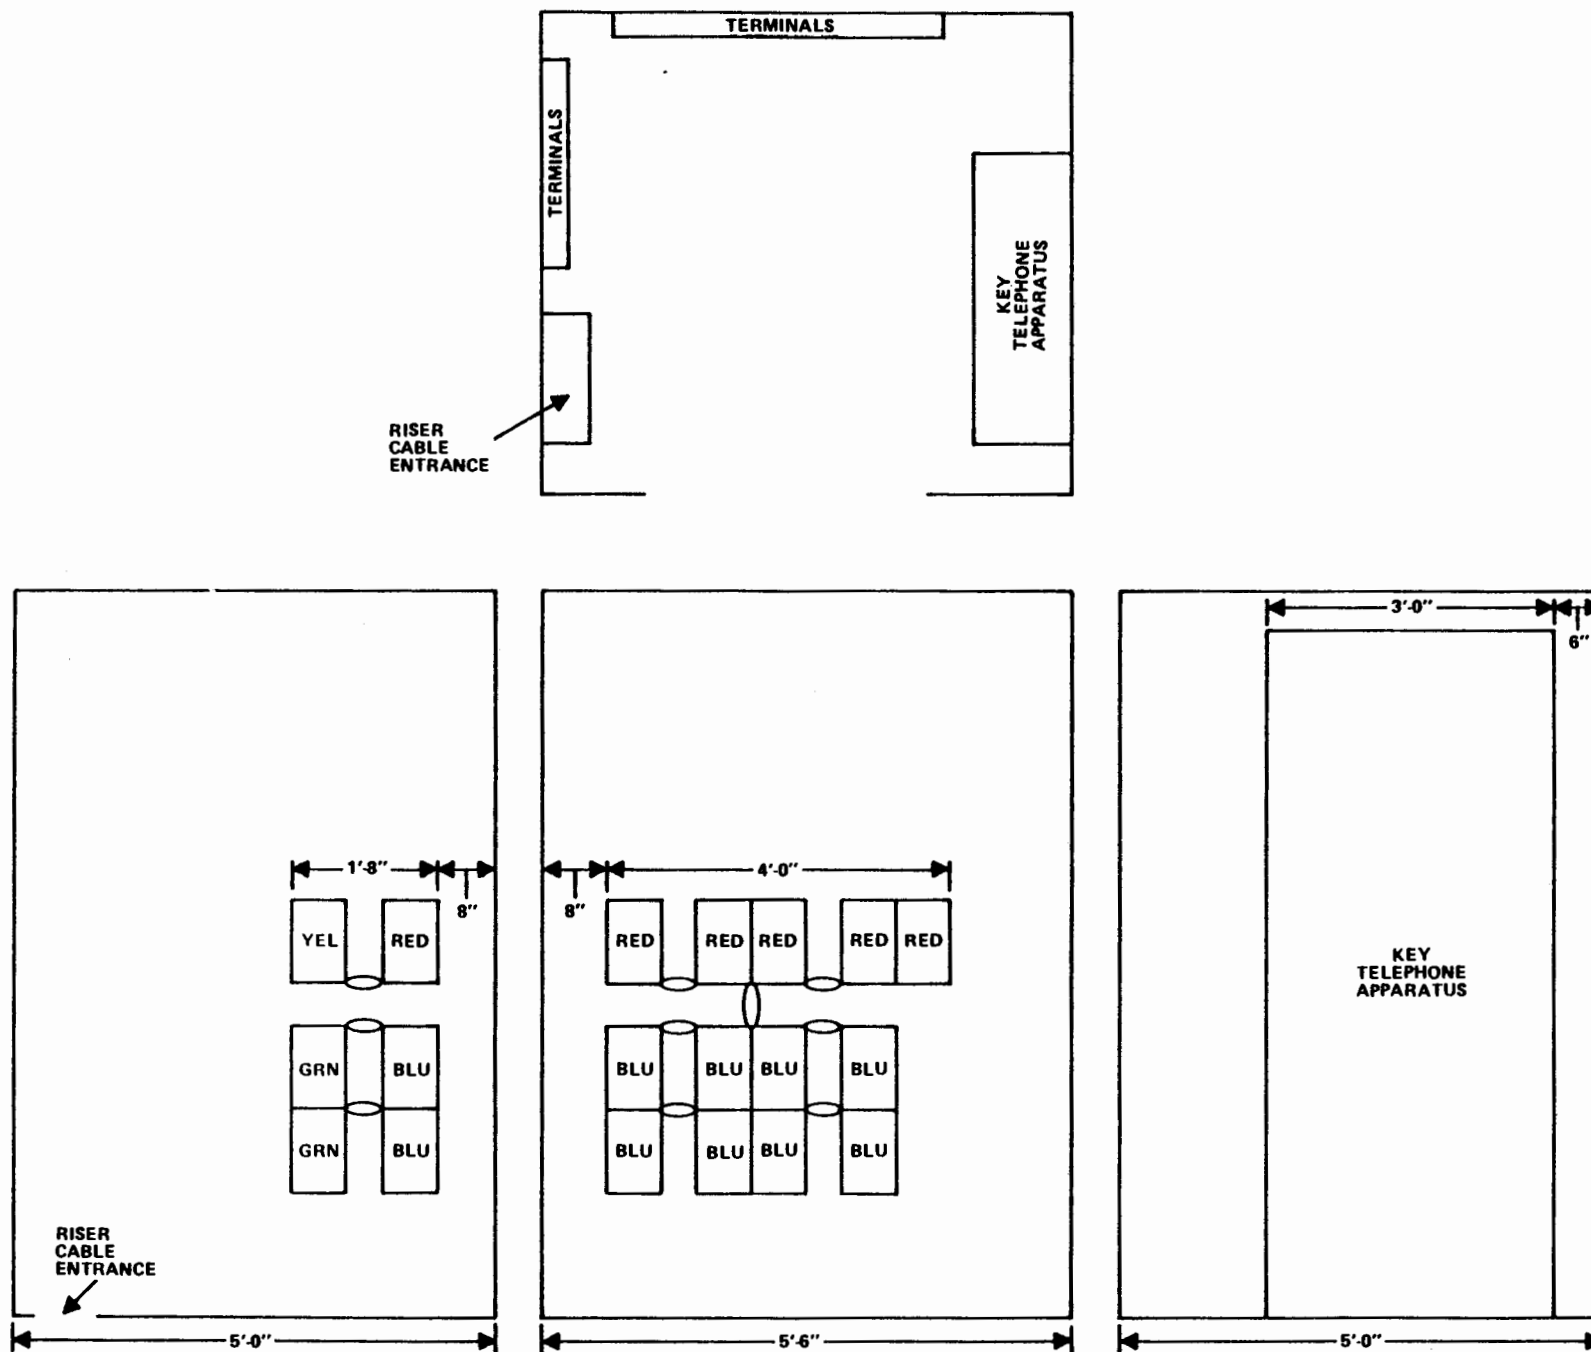 TERMINALS
TERMINALS
KEY
TELEPHONE
APPARATUS
RISER
CABLE
ENTRANCE
1'-8"
8"
YEL
RED
GRN
BLU
GRN
BLU
RISER
CABLE
ENTRANCE
5'-0"
8"
4'-0"
RED
RED
RED
RED
RED
BLU
BLU
BLU
BLU
BLU
BLU
BLU
BLU
5'-6"
3'-0"
6"
KEY
TELEPHONE
APPARATUS
5'-0"